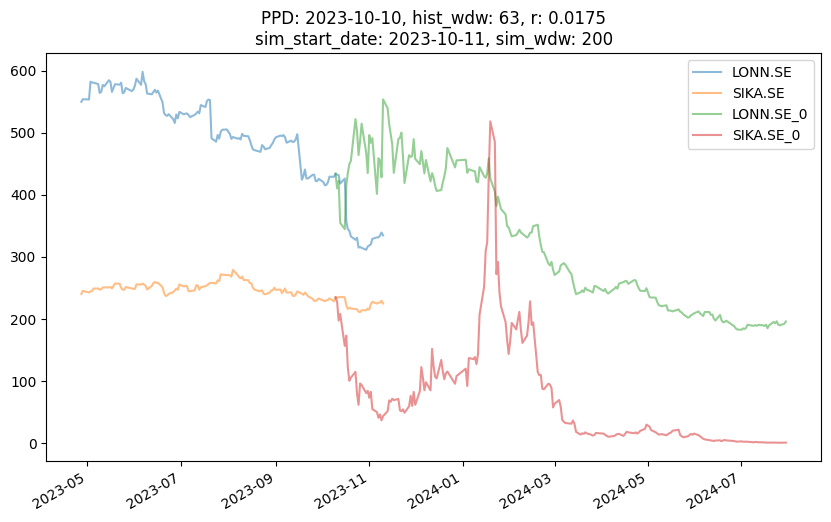 PPD: 2023-10-10, hist_wdw: 63, r: 0.0175
sim_start_date: 2023-10-11, sim_wdw: 200
LONN.SE
SIKA.SE
LONN.SE_0
SIKA.SE_0
600
500
400
300
200
100
0
2023-05
2023-07
2023-09
2023-11
2024-01
2024-03
2024-05
2024-07